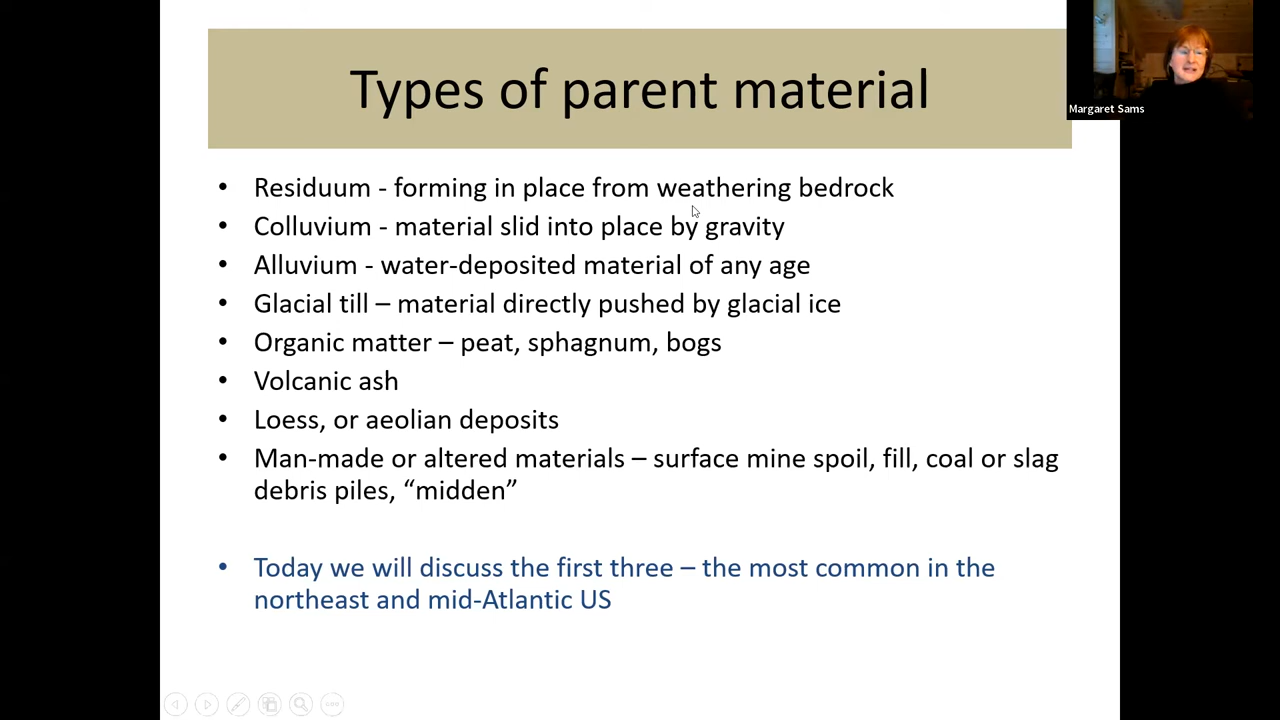 Types of parent material
Margaret Sams
• Residuum - forming in place from weathering bedrock
• Colluvium - material slid into place by gravity
• Alluvium - water-deposited material of any age
• Glacial till – material directly pushed by glacial ice
• Organic matter – peat, sphagnum, bogs
• Volcanic ash
• Loess, or aeolian deposits
• Man-made or altered materials – surface mine spoil, fill, coal or slag
debris piles, “midden”
• Today we will discuss the first three – the most common in the
northeast and mid-Atlantic US